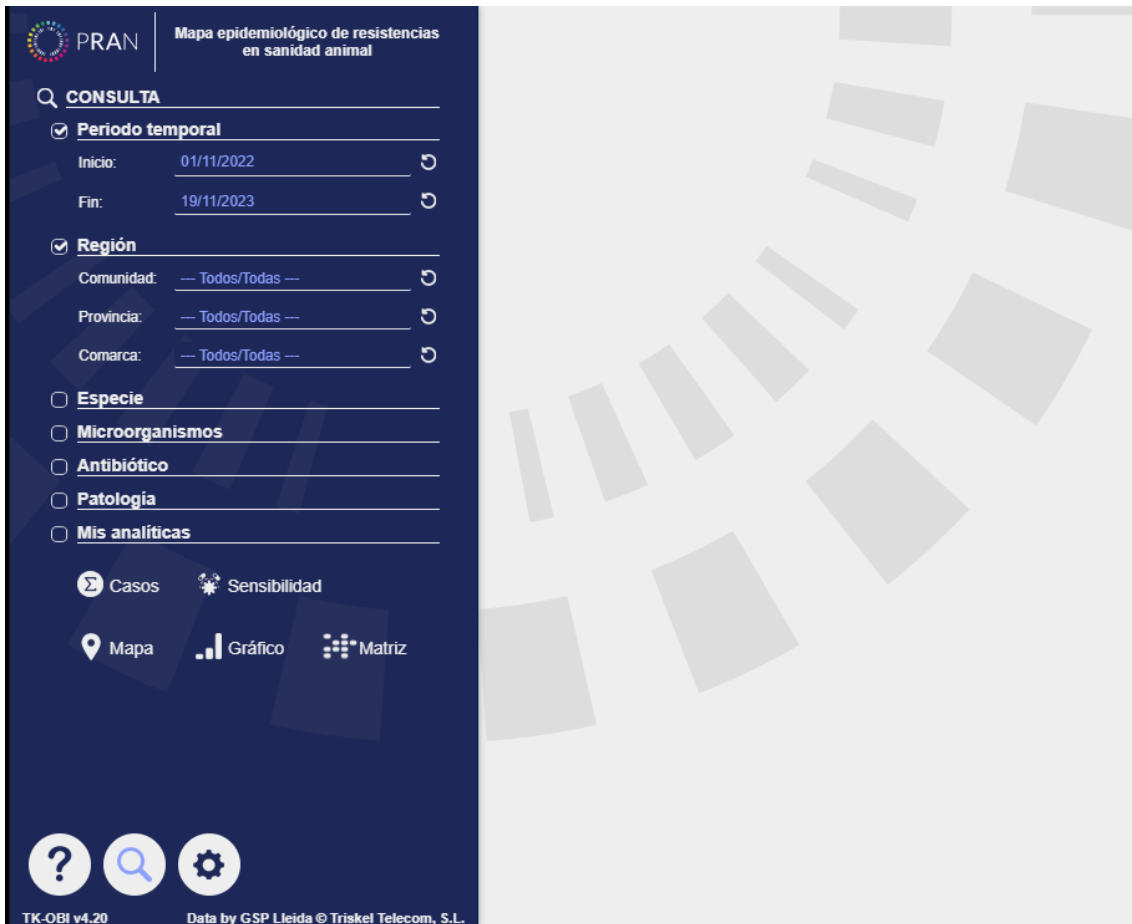 PRAN
Mapa epidemiológico de resistencias
en sanidad animal
CONSULTA
Periodo temporal
Inicio: 01/11/2022
Fin: 19/11/2023
Región
Comunidad: --- Todos/Todas ---
Provincia: --- Todos/Todas ---
Comarca: --- Todos/Todas ---
Especie
Microorganismos
Antibiótico
Patología
Mis analíticas
Σ Casos Sensibilidad
Mapa Gráfico Matriz
?
TK-OBI v4.20 Data by GSP Lleida © Triskel Telecom, S.L.